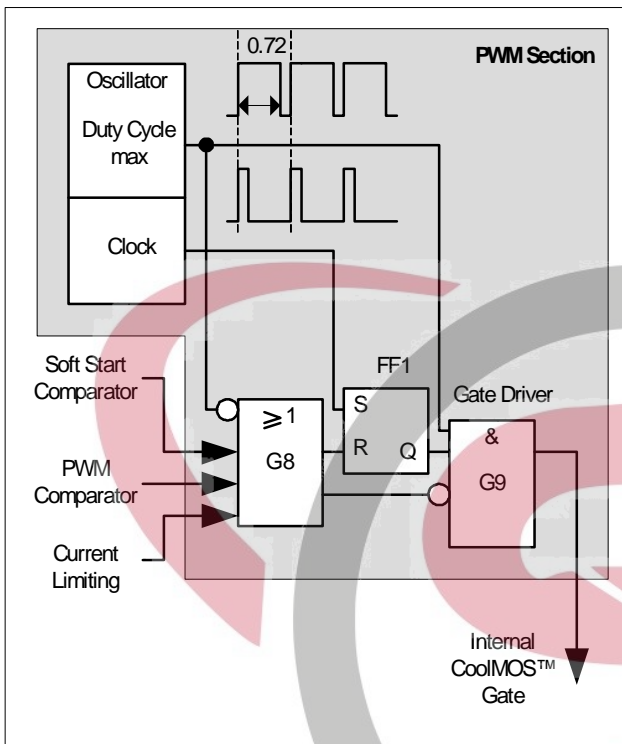 0.72
PWM Section
Oscillator
Duty Cycle
max
Clock
Soft Start
Comparator
PWM
Comparator
Current
Limiting
≥1
G8
FF1
S
R
Q
Gate Driver
&
G9
Internal
CoolMOS™
Gate